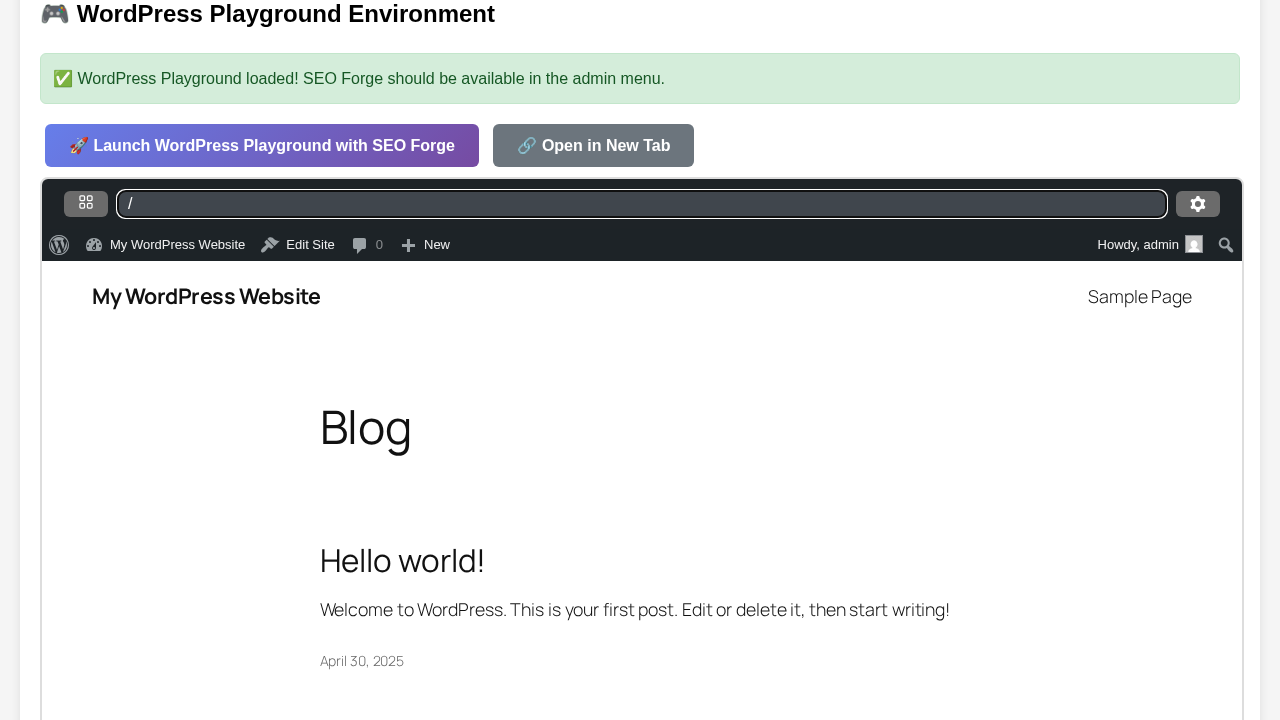 🎮 WordPress Playground Environment
✅ WordPress Playground loaded! SEO Forge should be available in the admin menu.
🚀 Launch WordPress Playground with SEO Forge
🔗 Open in New Tab
/
My WordPress Website
Edit Site
0
New
Howdy, admin
My WordPress Website
Sample Page
Blog
Hello world!
Welcome to WordPress. This is your first post. Edit or delete it, then start writing!
April 30, 2025